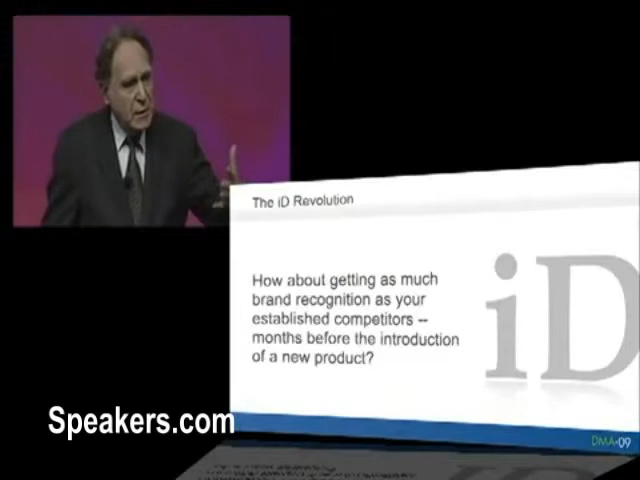 The iD Revolution
How about getting as much
brand recognition as your
established competitors --
months before the introduction
of a new product?
iD
Speakers.com
DMA•09